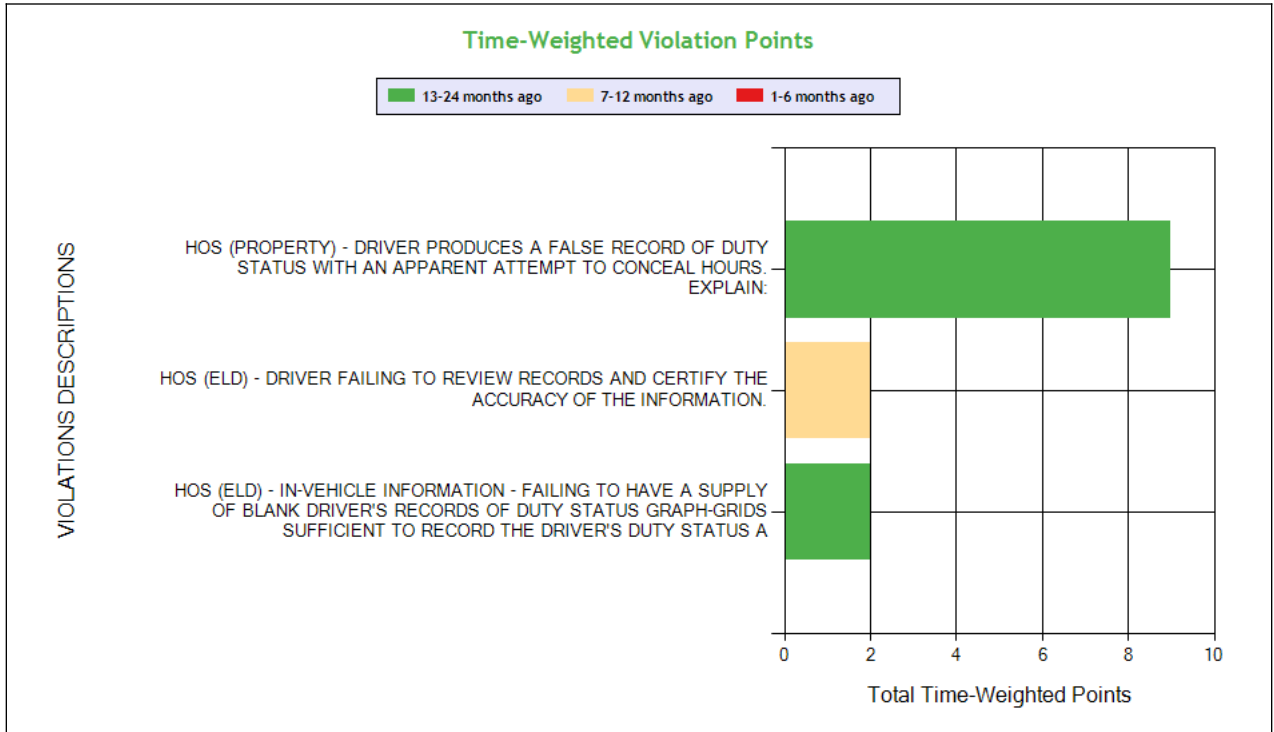 Time-Weighted Violation Points
13-24 months ago 7-12 months ago 1-6 months ago
VIOLATIONS DESCRIPTIONS
HOS (PROPERTY) - DRIVER PRODUCES A FALSE RECORD OF DUTY
STATUS WITH AN APPARENT ATTEMPT TO CONCEAL HOURS.
EXPLAIN:
HOS (ELD) - DRIVER FAILING TO REVIEW RECORDS AND CERTIFY THE
ACCURACY OF THE INFORMATION.
HOS (ELD) - IN-VEHICLE INFORMATION - FAILING TO HAVE A SUPPLY
OF BLANK DRIVER'S RECORDS OF DUTY STATUS GRAPH-GRIDS
SUFFICIENT TO RECORD THE DRIVER'S DUTY STATUS A
0 2 4 6 8 10
Total Time-Weighted Points